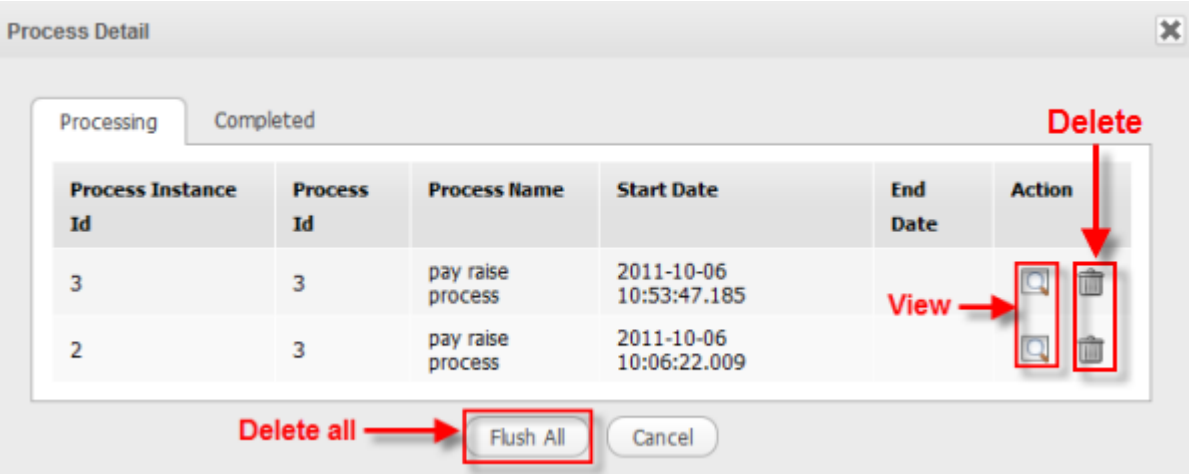 Process Detail
Processing Completed
Delete
Process Instance Id Process Id Process Name Start Date End Date Action
3 3 pay raise process 2011-10-06 10:53:47.185
View
2 3 pay raise process 2011-10-06 10:06:22.009
Delete all Flush All Cancel